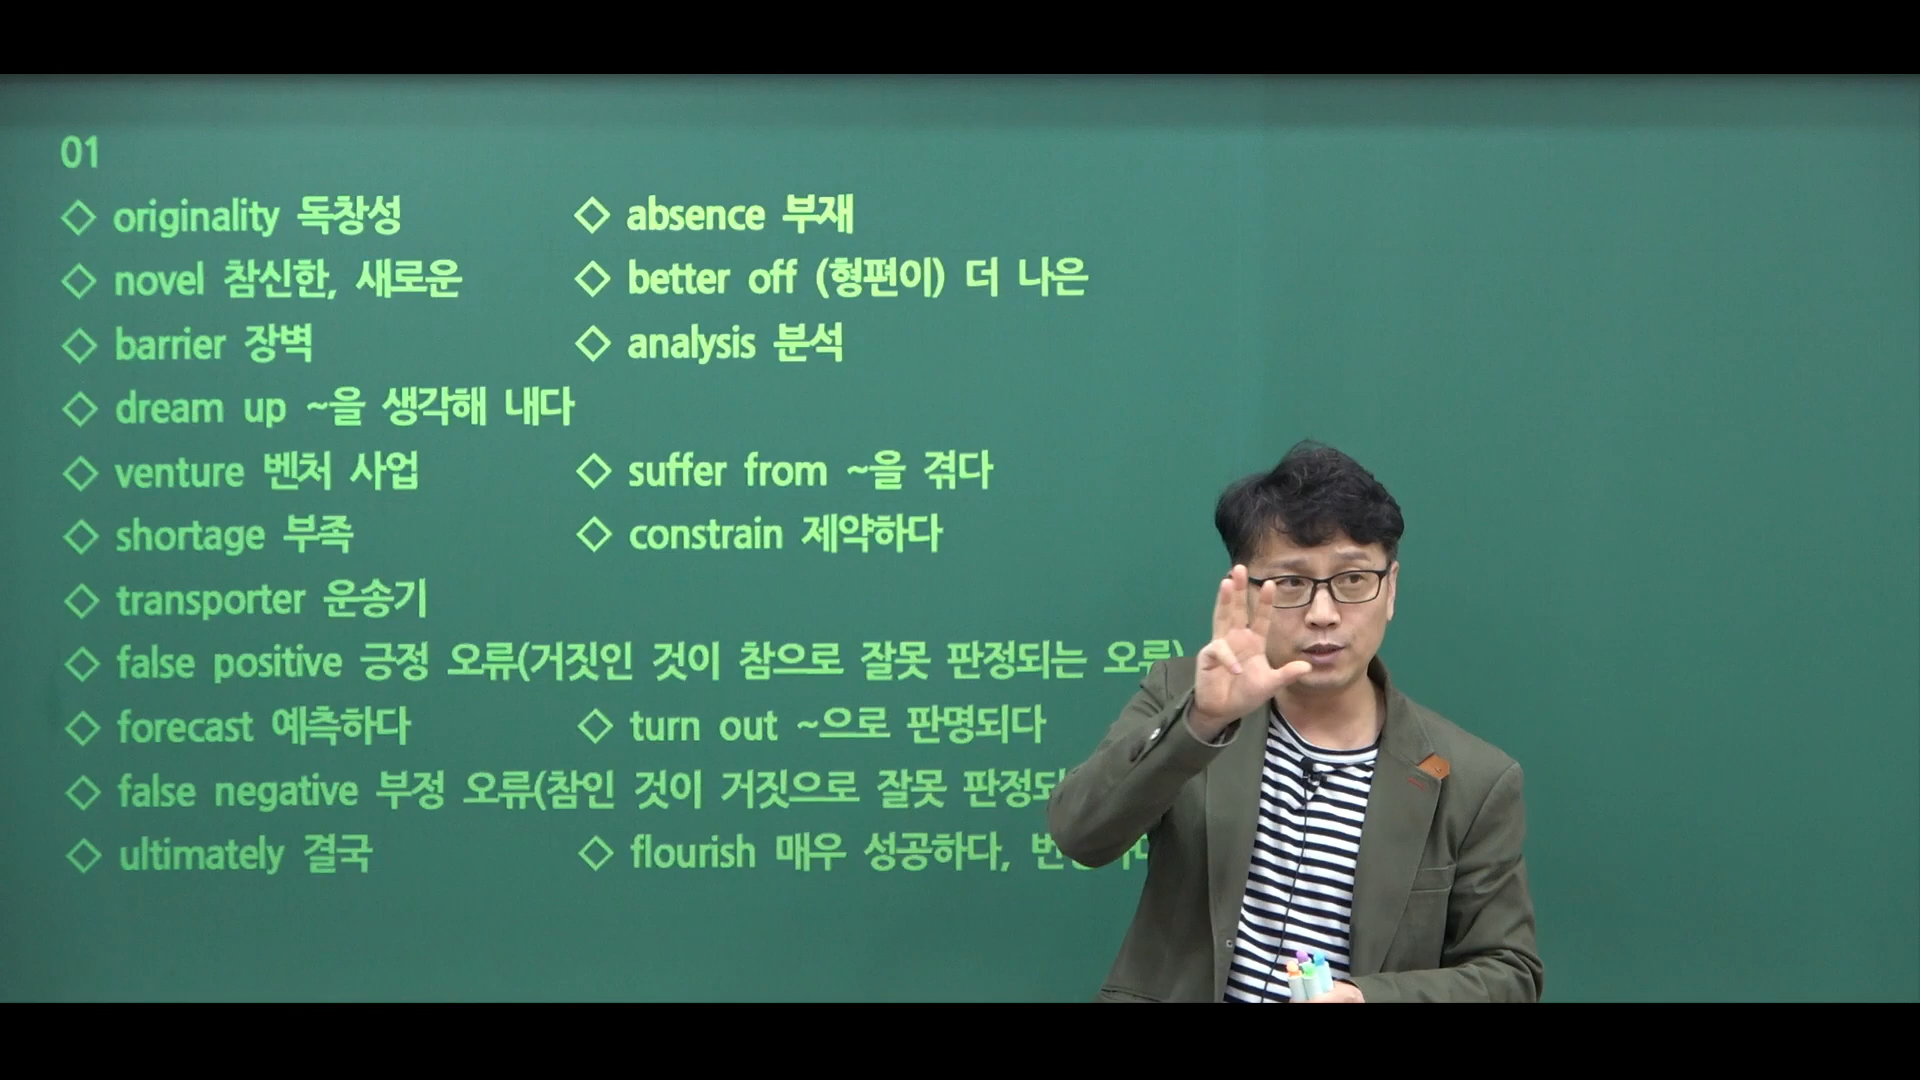 01
◇ originality 독창성 ◇ absence 부재
◇ novel 참신한, 새로운 ◇ better off (형편이) 더 나은
◇ barrier 장벽 ◇ analysis 분석
◇ dream up ~을 생각해 내다
◇ venture 벤처 사업 ◇ suffer from ~을 겪다
◇ shortage 부족 ◇ constrain 제약하다
◇ transporter 운송기
◇ false positive 긍정 오류(거짓인 것이 참으로 잘못 판정되는 오류)
◇ forecast 예측하다 ◇ turn out ~으로 판명되다
◇ false negative 부정 오류(참인 것이 거짓으로 잘못
◇ ultimately 결국 ◇ flourish 매우 성공하다,